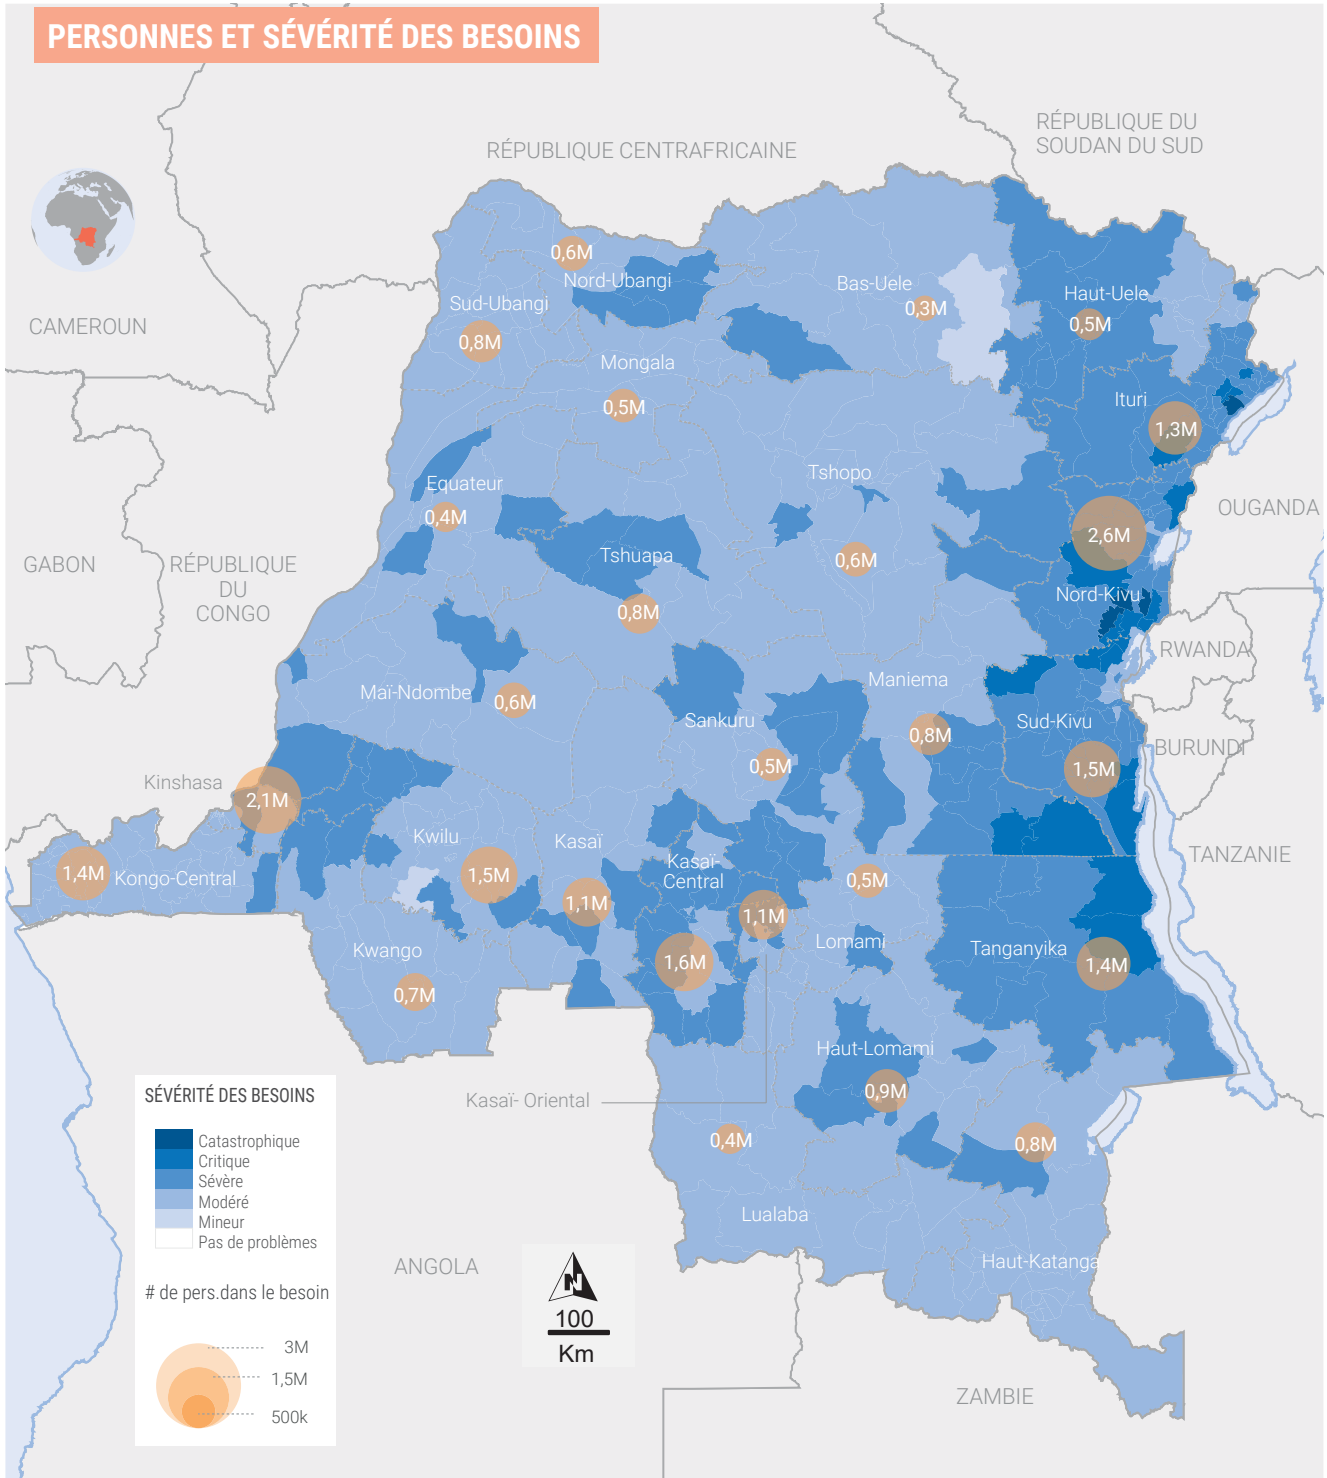 PERSONNES ET SÉVÉRITÉ DES BESOINS
RÉPUBLIQUE DU
SOUDAN DU SUD
RÉPUBLIQUE CENTRAFRICAINE
0,6M
Nord-Ubangi
Bas-Uele
Haut-Uele
Sud-Ubangi
0,3M
0,5M
CAMEROUN
0,8M
Mongala
Ituri
0,5M
1,3M
Tshopo
Equateur
0,4M
OUGANDA
2,6M
Tshuapa
0,6M
GABON
RÉPUBLIQUE
DU
CONGO
Nord-Kivu
0,8M
RWANDA
Maniema
Maï-Ndombe
0,6M
Sankuru
Sud-Kivu
0,8M
BURUNDI
0,5M
1,5M
Kinshasa
2,1M
Kwilu
Kasaï
Kasaï-
Central
TANZANIE
1,4M
Kongo-Central
1,5M
0,5M
1,1M
1,1M
Lomami
Tanganyika
Kwango
1,6M
1,4M
0,7M
Haut-Lomami
0,9M
Kasaï- Oriental
0,4M
0,8M
Lualaba
Haut-Katanga
ANGOLA
ZAMBIE
SÉVÉRITÉ DES BESOINS
Catastrophique
Critique
Sévère
Modéré
Mineur
Pas de problèmes
# de pers.dans le besoin
3M
1,5M
500k
N
100
Km